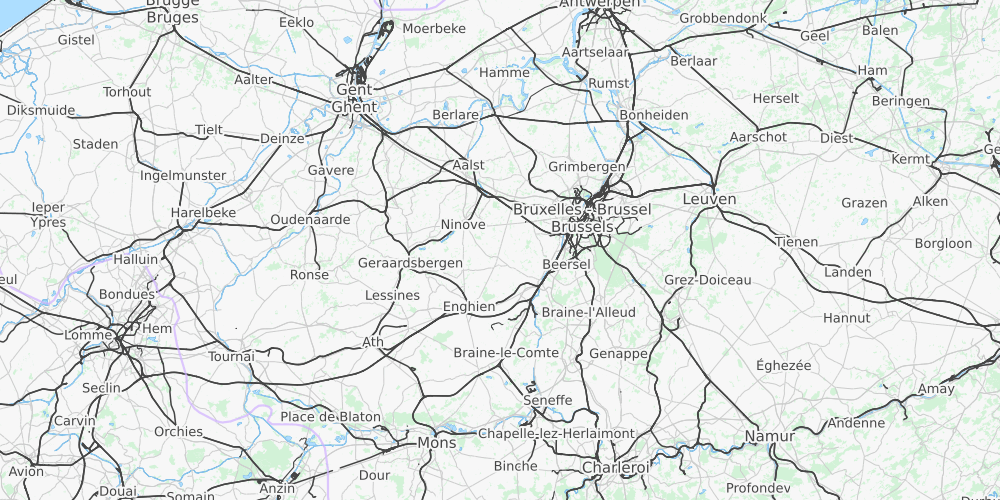 Brugge
Bruges
Antwerpen
Eeklo
Moerbeke
Grobbendonk
Gistel
Geel
Balen
Aartselaar
Berlaar
Aalter
Hamme
Ham
Torhout
Gent
Ghent
Rumst
Herselt
Beringen
Diksmuide
Berlare
Bonheiden
Tielt
Deinze
Aarschot
Diest
Staden
Kermt
Ge
Aalst
Grimbergen
Ingelmunster
Gavere
Leuven
Grazen
Alken
Ieper
Ypres
Harelbeke
Oudenaarde
Bruxelles - Brussel
Brussels
Ninove
Tienen
Borgloon
Halluin
Geraardsbergen
Beersel
Ronse
Grez-Doiceau
Landen
eul
Bondues
Lessines
Enghien
Braine-l'Alleud
Hannut
Lomme
Hem
Tournai
Ath
Braine-le-Comte
Genappe
Éghezée
Seclin
Seneffe
Amay
Carvin
Place de Blaton
Andenne
Orchies
Mons
Chapelle-lez-Herlaimont
Namur
Avion
Dour
Binche
Charleroi
Douai
Somain
Anzin
Profondev